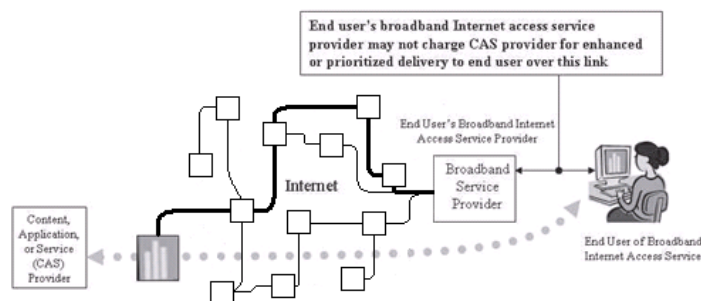 End user's broadband Internet access service
provider may not charge CAS provider for enhanced
or prioritized delivery to end user over this link
End User's Broadband Internet
Access Service Provider
Internet
Broadband
Service
Provider
Content,
Application,
or Service
(CAS)
Provider
End User of Broadband
Internet Access Service